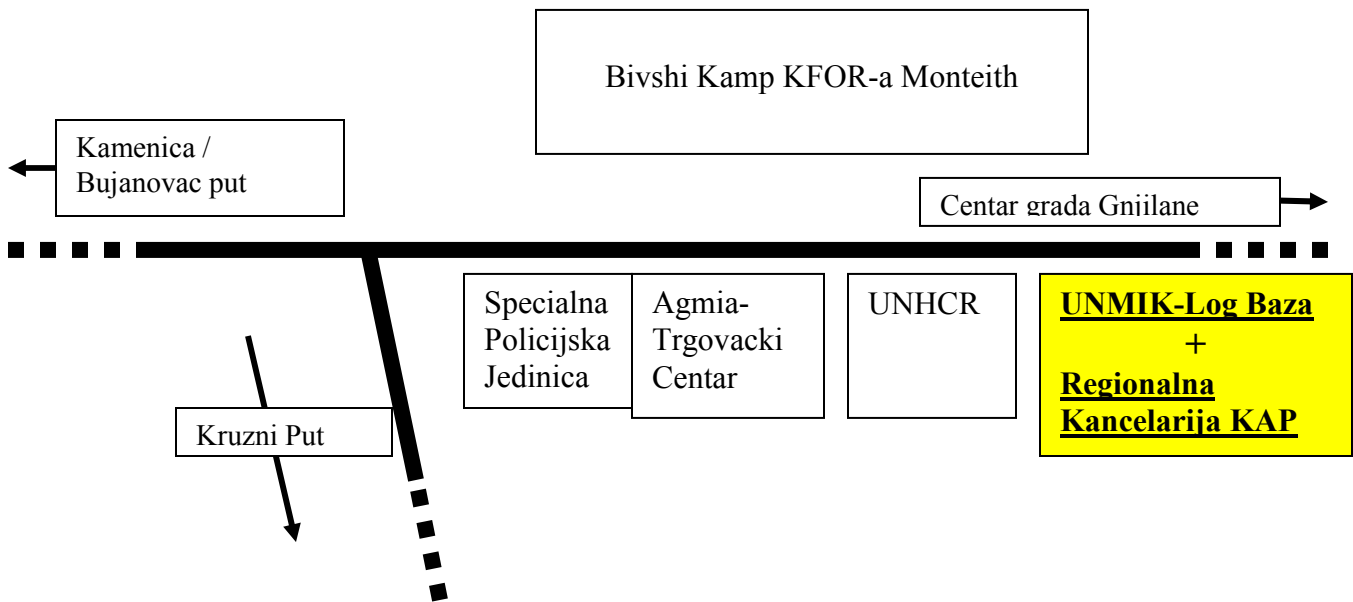 Bivshi Kamp KFOR-a Monteith
Kamenica /
Bujanovac put
Centar grada Gnjilane
Specialna
Policijska
Jedinica
Agmia-
Trgovacki
Centar
UNHCR
UNMIK-Log Baza
+
Regionalna
Kancelarija KAP
Kruzni Put